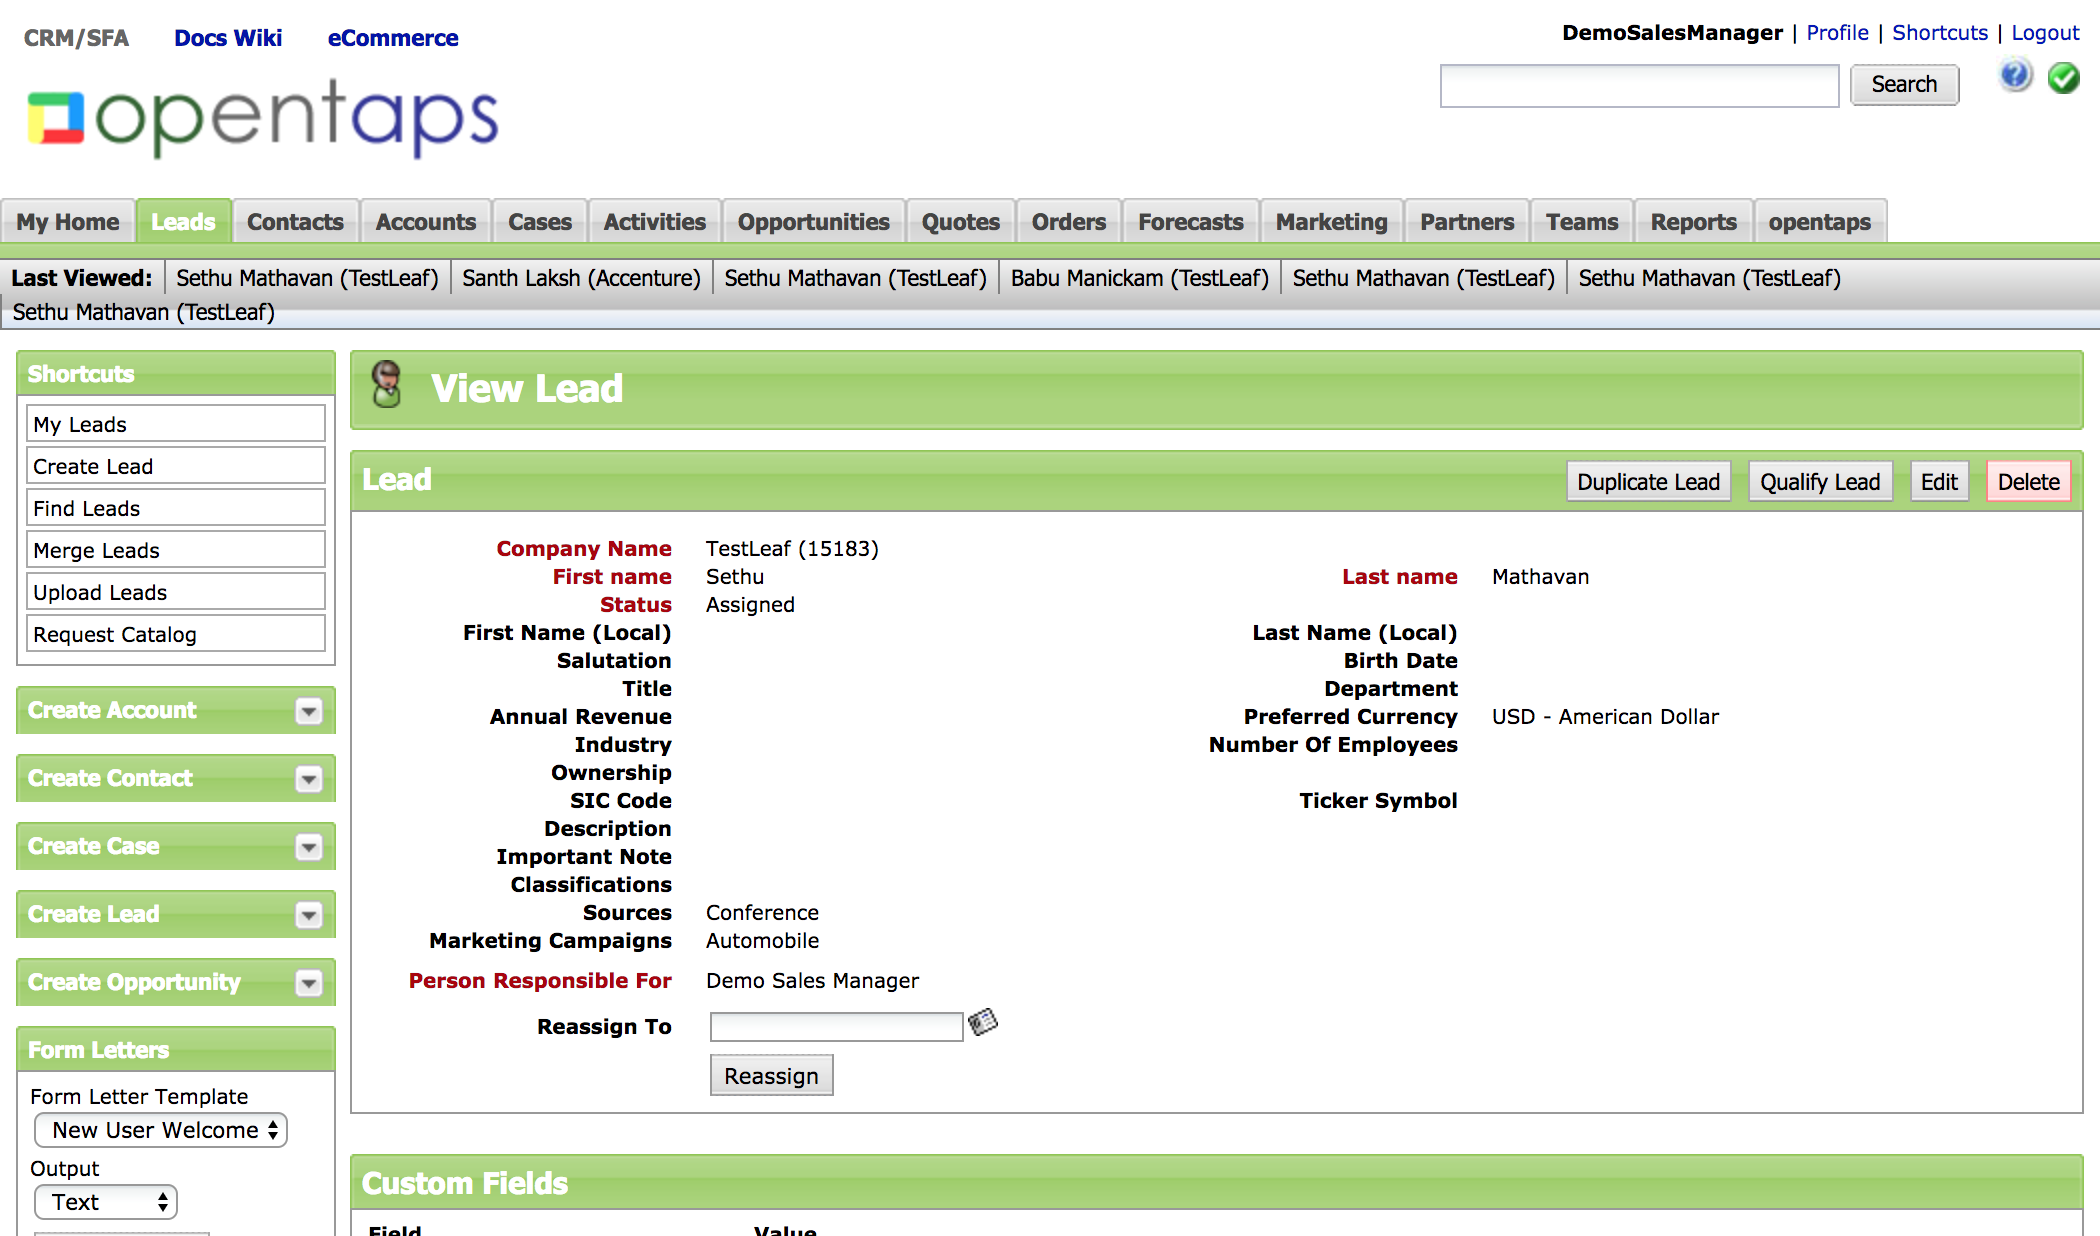 CRM/SFA Docs Wiki eCommerce
DemoSalesManager | Profile | Shortcuts | Logout
opentaps
Search
My Home Leads Contacts Accounts Cases Activities Opportunities Quotes Orders Forecasts Marketing Partners Teams Reports opentaps
Last Viewed: Sethu Mathavan (TestLeaf) Santh Laksh (Accenture) Sethu Mathavan (TestLeaf) Babu Manickam (TestLeaf) Sethu Mathavan (TestLeaf) Sethu Mathavan (TestLeaf)
Sethu Mathavan (TestLeaf)
Shortcuts
My Leads
Create Lead
Find Leads
Merge Leads
Upload Leads
Request Catalog
Create Account
Create Contact
Create Case
Create Lead
Create Opportunity
Form Letters
Form Letter Template
New User Welcome
Output
Text
View Lead
Lead Duplicate Lead Qualify Lead Edit Delete
Company Name TestLeaf (15183)
First name Sethu Last name Mathavan
Status Assigned
First Name (Local) Last Name (Local)
Salutation Birth Date
Title Department
Annual Revenue Preferred Currency USD - American Dollar
Industry Number Of Employees
Ownership
SIC Code Ticker Symbol
Description
Important Note
Classifications
Sources Conference
Marketing Campaigns Automobile
Person Responsible For Demo Sales Manager
Reassign To
Reassign
Custom Fields
Field Value